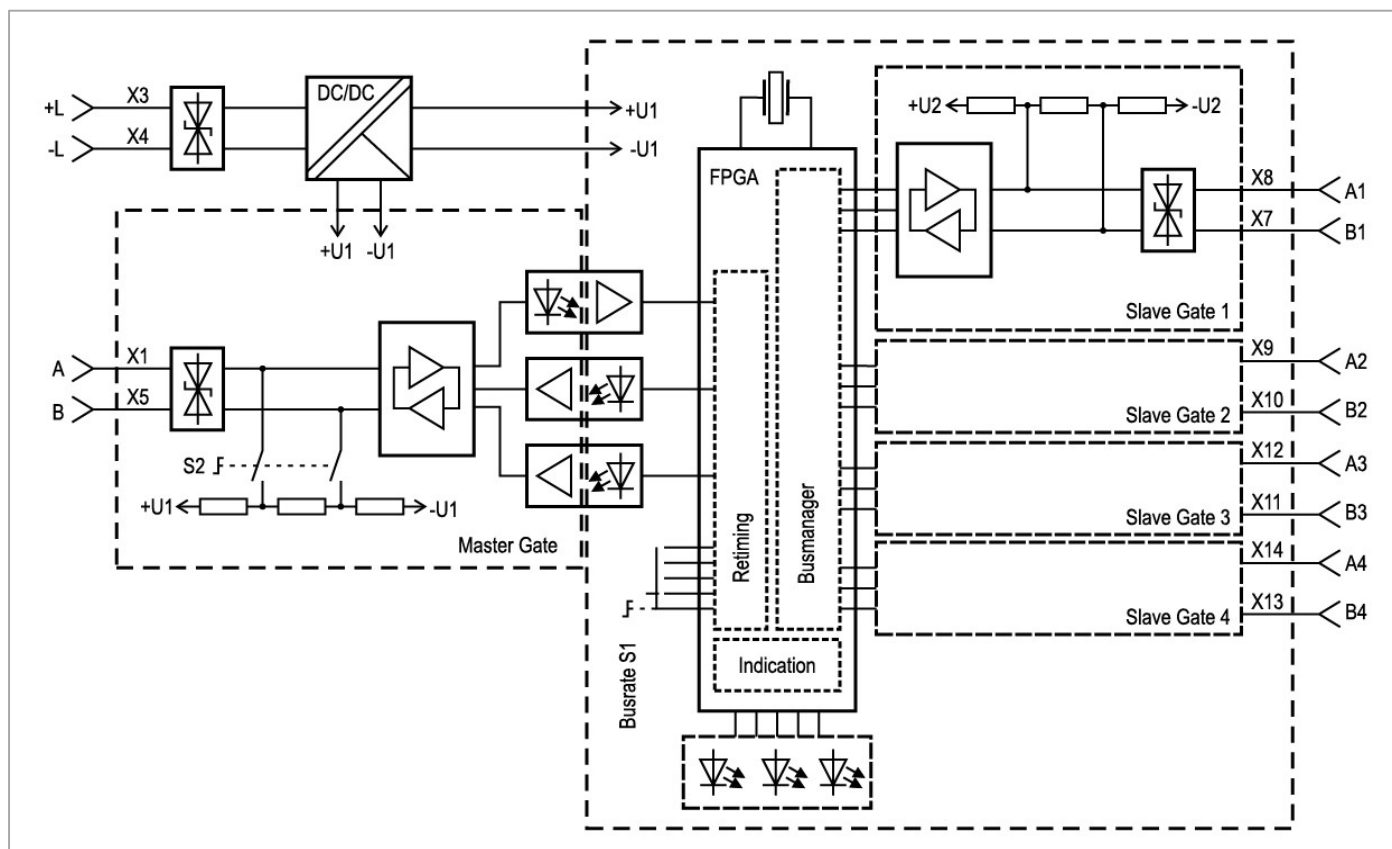 DC/DC
+L X3 +U1
-L X4 -U1
+U1 -U1
FPGA
+U2 -U2
X8 A1
X7 B1
Slave Gate 1
A X1
B X5
S2
+U1 -U1
Master Gate
Retiming
Busmanager
X9 A2
X10 B2
Slave Gate 2
X12 A3
X11 B3
Slave Gate 3
X14 A4
X13 B4
Slave Gate 4
Busrate S1
Indication